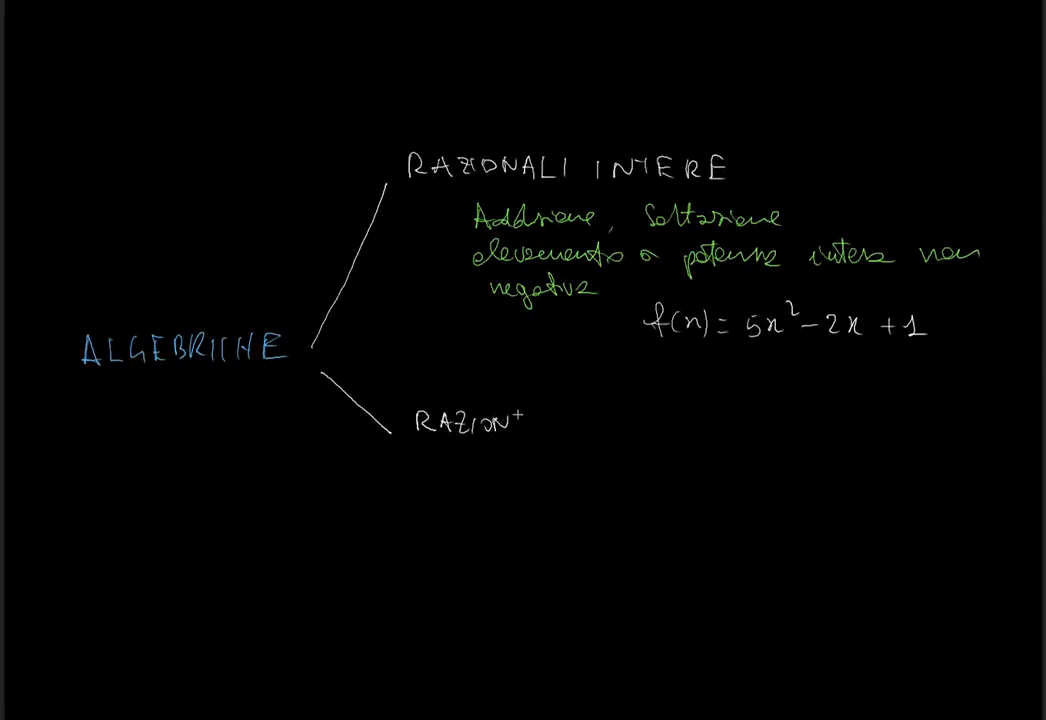 RAZIONALI INTERE
Addizione, Sottrazione
elevamento a potenza intera non
negativa
f(x) = 5x² - 2x + 1
ALGEBRICHE
RAZION